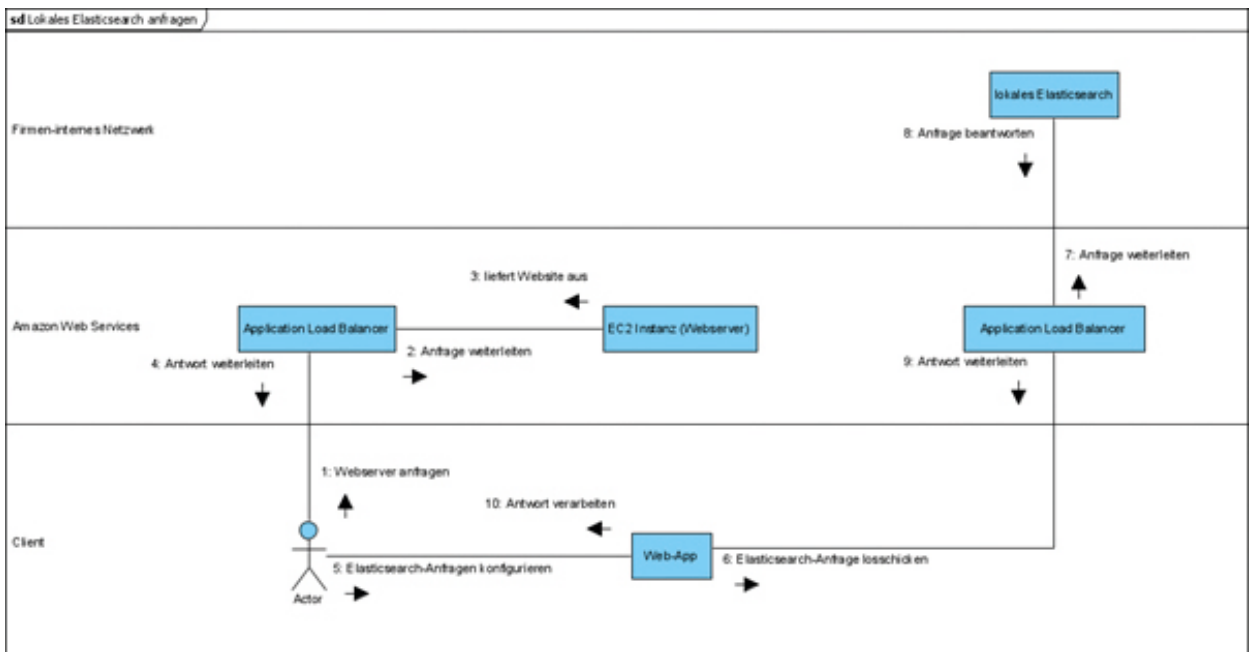 sd Lokales Elasticsearch anfragen
lokales Elasticsearch
Firmen-internes Netzwerk
8: Anfrage beantworten
7: Anfrage weiterleiten
3: liefert Website aus
Amazon Web Services
Application Load Balancer
EC2 Instanz (Webserver)
Application Load Balancer
2: Anfrage weiterleiten
4: Antwort weiterleiten
9: Antwort weiterleiten
1: Webserver anfragen
10: Antwort verarbeiten
Client
Web-App
6: Elasticsearch-Anfrage losschicken
5: Elasticsearch-Anfragen konfigurieren
Actor